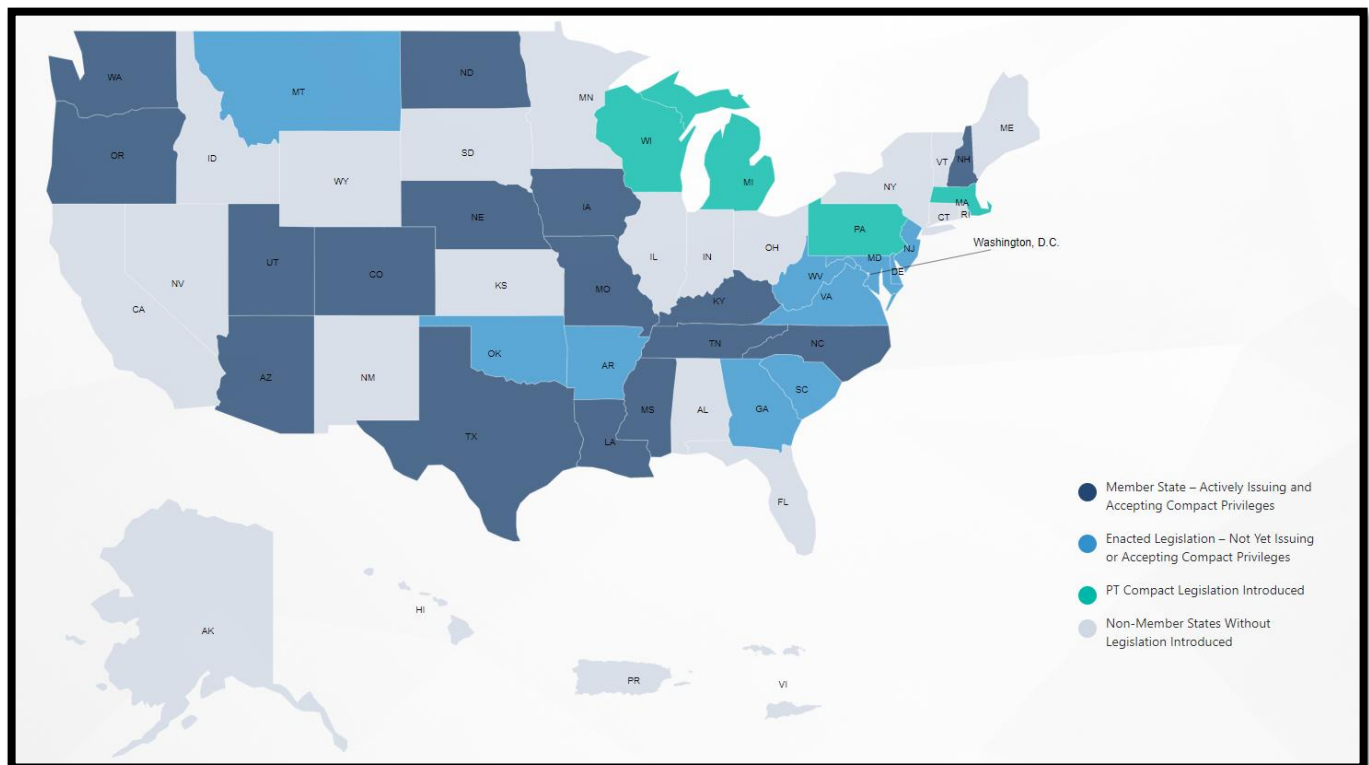 WA
ND
MT
MN
ME
OR
ID
SD
WI
VT
NH
WY
MI
NY
MA
CT
RI
NE
IA
PA
NJ
Washington, D.C.
UT
CO
IL
IN
OH
MD
DE
NV
KS
MO
WV
VA
CA
KY
TN
NC
AZ
NM
OK
AR
SC
TX
LA
MS
AL
GA
FL
Member State – Actively Issuing and
Accepting Compact Privileges
Enacted Legislation – Not Yet Issuing
or Accepting Compact Privileges
PT Compact Legislation Introduced
Non-Member States Without
Legislation Introduced
AK
HI
PR
VI